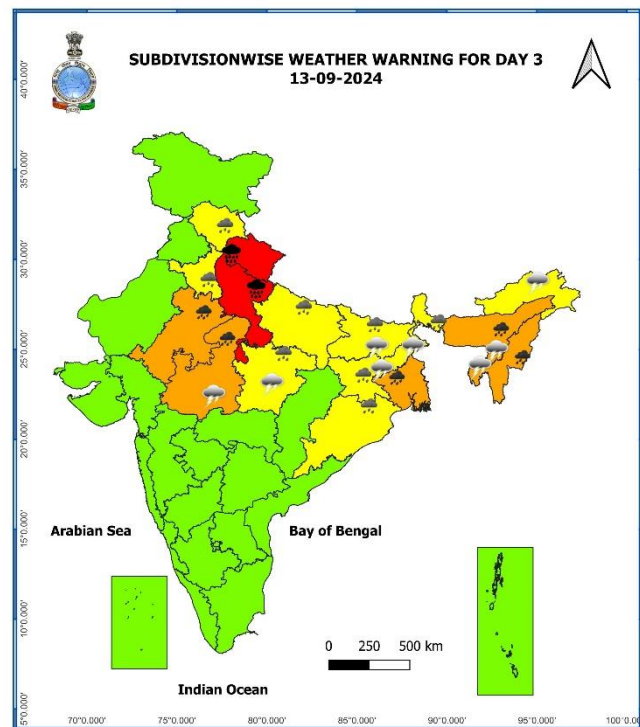 SUBDIVISIONWISE WEATHER WARNING FOR DAY 3
13-09-2024
40°0.000'
35°0.000'
30°0.000'
25°0.000'
20°0.000'
15°0.000'
10°0.000'
5°0.000'
Arabian Sea
Bay of Bengal
0 250 500 km
Indian Ocean
70°0.000' 75°0.000' 80°0.000' 85°0.000' 90°0.000' 95°0.000' 100°0.000'